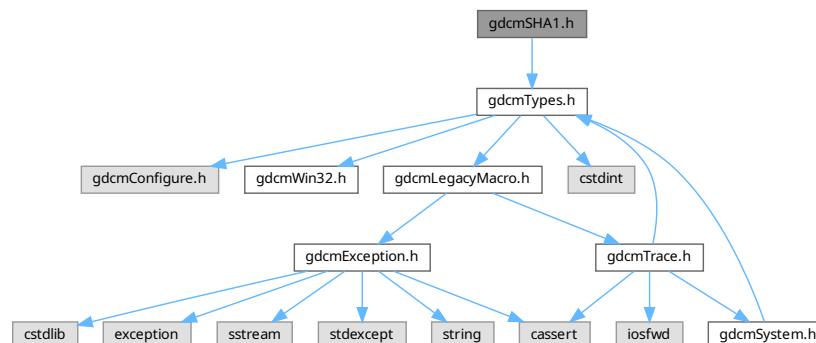 gdcmSHA1.h
gdcmTypes.h
gdcmConfigure.h
gdcmWin32.h
gdcmLegacyMacro.h
cstdint
gdcmException.h
gdcmTrace.h
cstdlib
exception
sstream
stdexcept
string
cassert
iosfwd
gdcmSystem.h